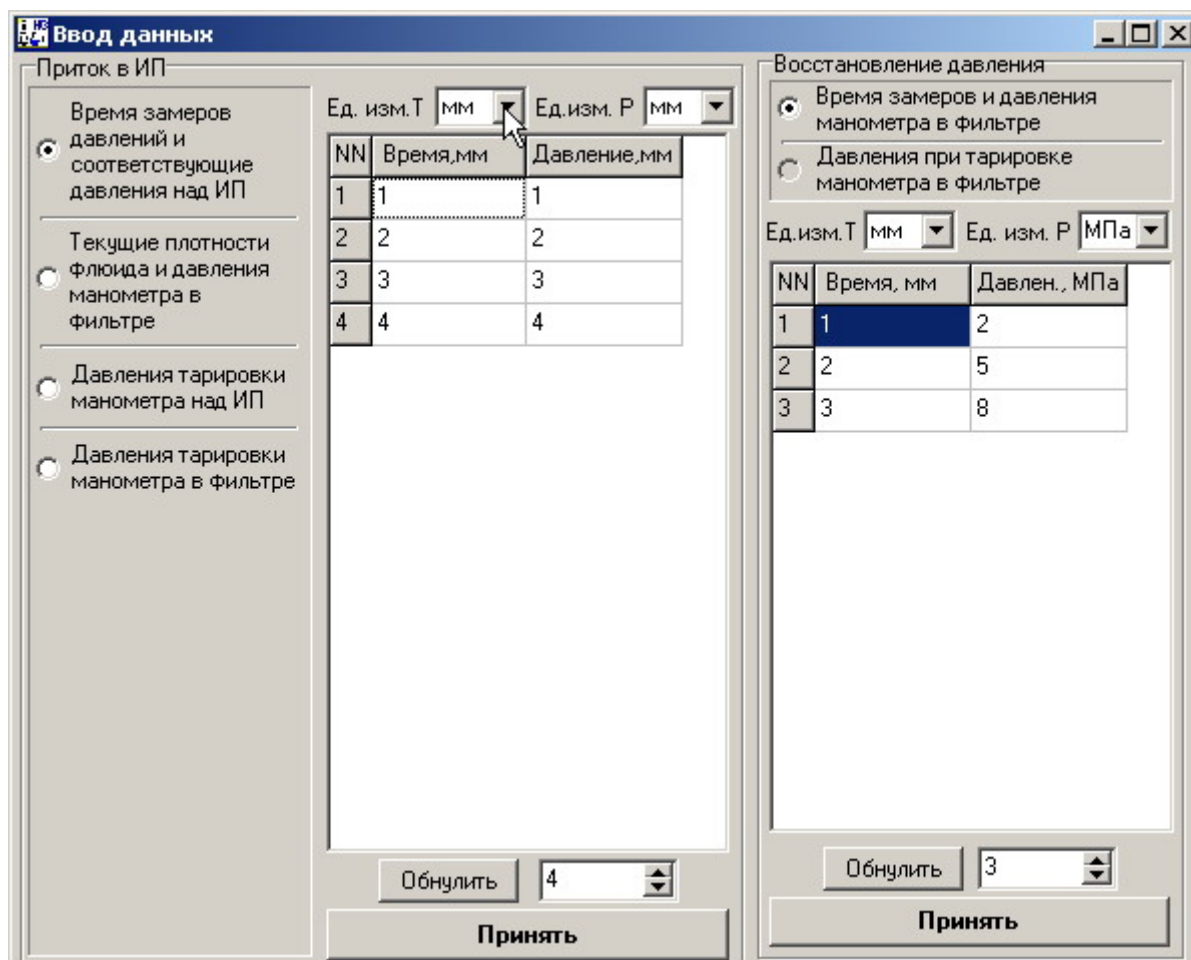 Ввод данных
Приток в ИП
Время замеров
давлений и
соответствующие
давления над ИП
Текущие плотности
флюида и давления
манометра в
фильтре
Давления тарировки
манометра над ИП
Давления тарировки
манометра в фильтре
Ед. изм.Т мм Ед.изм. Р мм
NN Время,мм Давление,мм
1 1 1
2 2 2
3 3 3
4 4 4
Обнулить 4
Принять
Восстановление давления
Время замеров и давления
манометра в фильтре
Давления при тарировке
манометра в фильтре
Ед.изм.Т мм Ед. изм. Р МПа
NN Время, мм Давлен., МПа
1 1 2
2 2 5
3 3 8
Обнулить 3
Принять